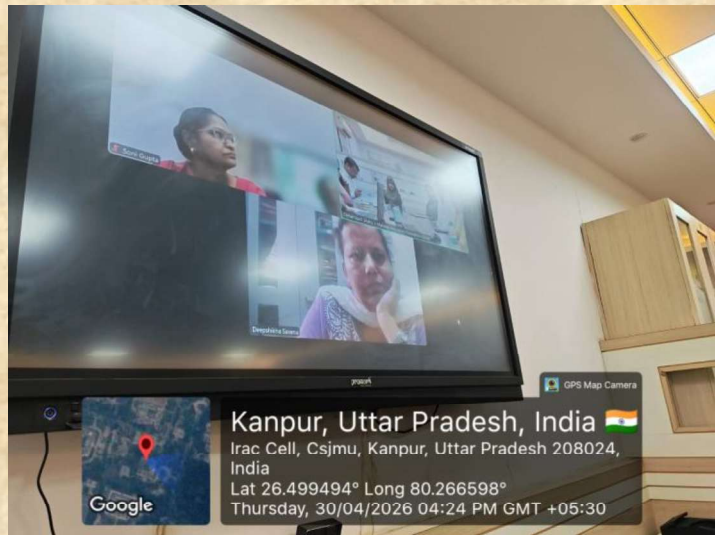 Soni Gupta
Deepshikha Saxena
GPS Map Camera
Google
Kanpur, Uttar Pradesh, India
Irac Cell, Csjmu, Kanpur, Uttar Pradesh 208024,
India
Lat 26.499494° Long 80.266598°
Thursday, 30/04/2026 04:24 PM GMT +05:30